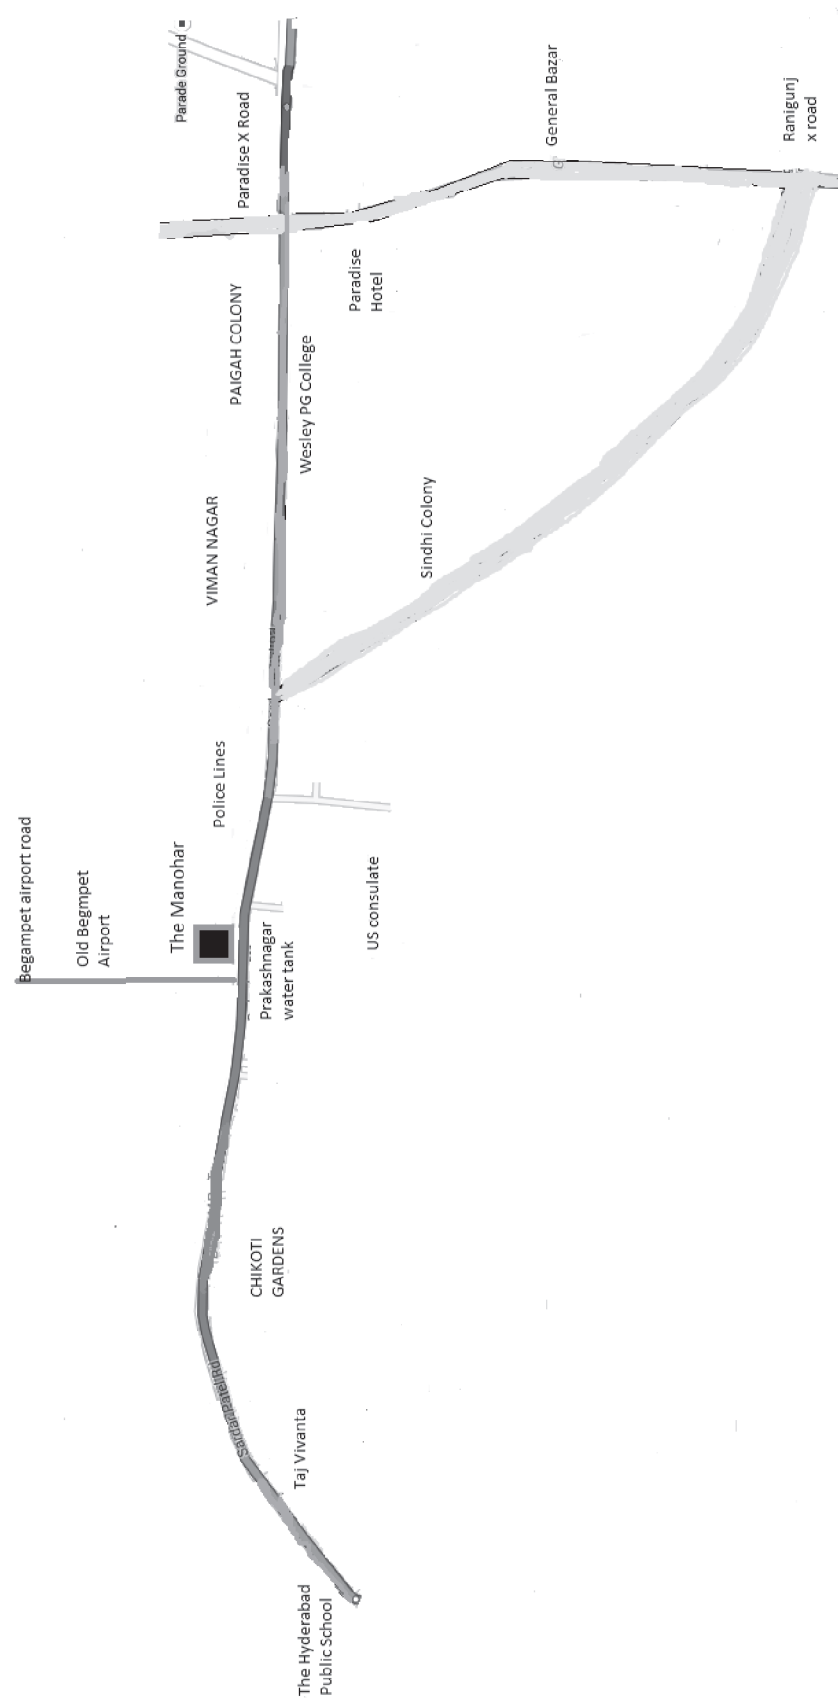 Parade Ground
Paradise X Road
General Bazar
Ranigunj
x road
Paradise
Hotel
PAIGAH COLONY
Wesley PG College
VIMAN NAGAR
Sindhi Colony
Police Lines
Begampet airport road
Old Begmpet
Airport
The Manohar
Prakashnagar
water tank
US consulate
CHIKOTI
GARDENS
Sardar Patel Rd
Taj Vivanta
The Hyderabad
Public School